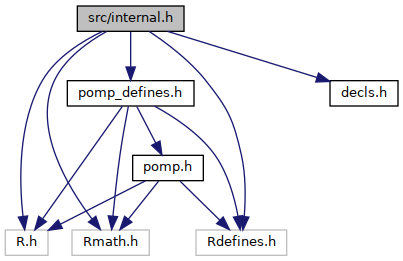 src/internal.h
pomp_defines.h
decls.h
pomp.h
R.h
Rmath.h
Rdefines.h